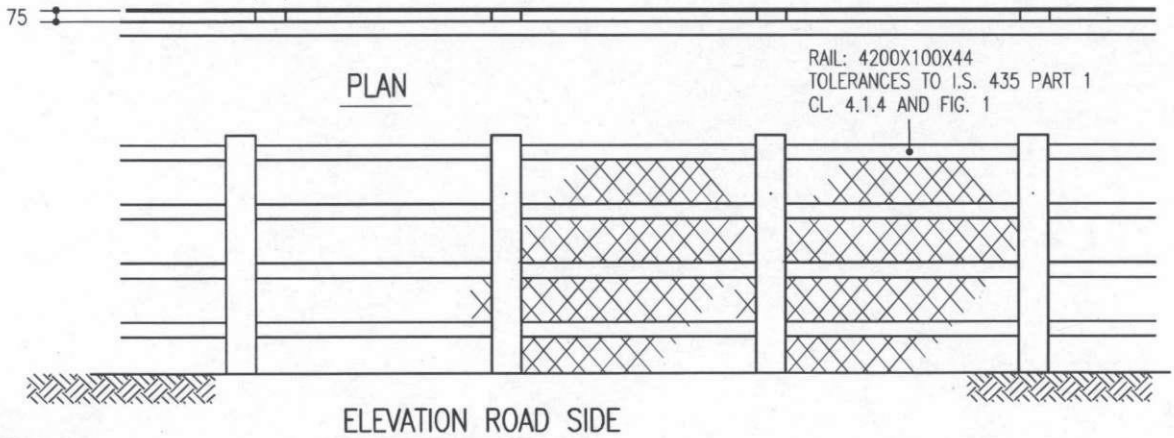 75
PLAN
RAIL: 4200X100X44
TOLERANCES TO I.S. 435 PART 1
CL. 4.1.4 AND FIG. 1
ELEVATION ROAD SIDE